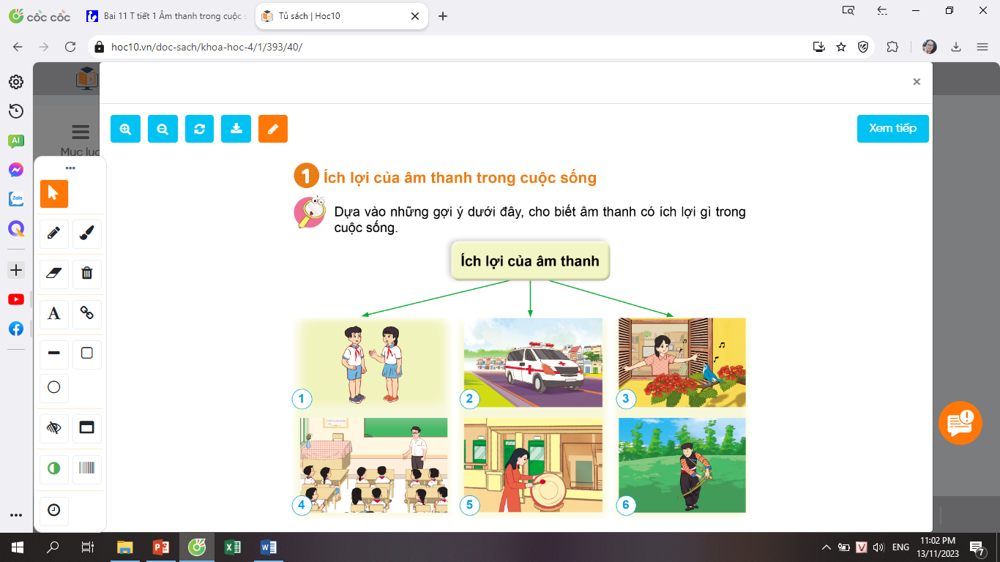 cốc cốc
Bai 11 T tiết 1 Âm thanh trong cuộc s
Tủ sách | Hoc10
hoc10.vn/doc-sach/khoa-hoc-4/1/393/40/
AI
Zalo
Mục lục
Xem tiếp
A
1 Ích lợi của âm thanh trong cuộc sống
Dựa vào những gợi ý dưới đây, cho biết âm thanh có ích lợi gì trong
cuộc sống.
Ích lợi của âm thanh
1
2
3
4
5
6
ENG
11:02 PM
13/11/2023
7